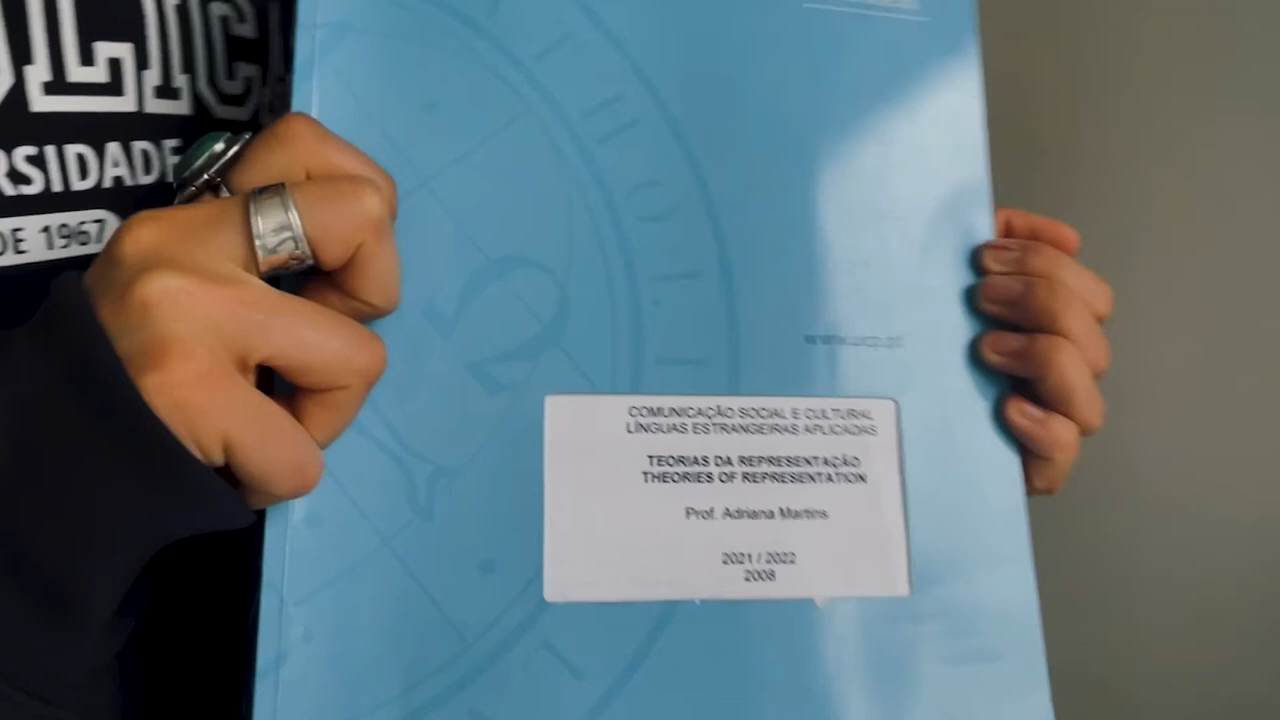 RSIDADE
DE 1967
www.ucp.pt
COMUNICAÇÃO SOCIAL E CULTURAL
LÍNGUAS ESTRANGEIRAS APLICADAS
TEORIAS DA REPRESENTAÇÃO
THEORIES OF REPRESENTATION
Prof. Adriana Martins
2021 / 2022
2008